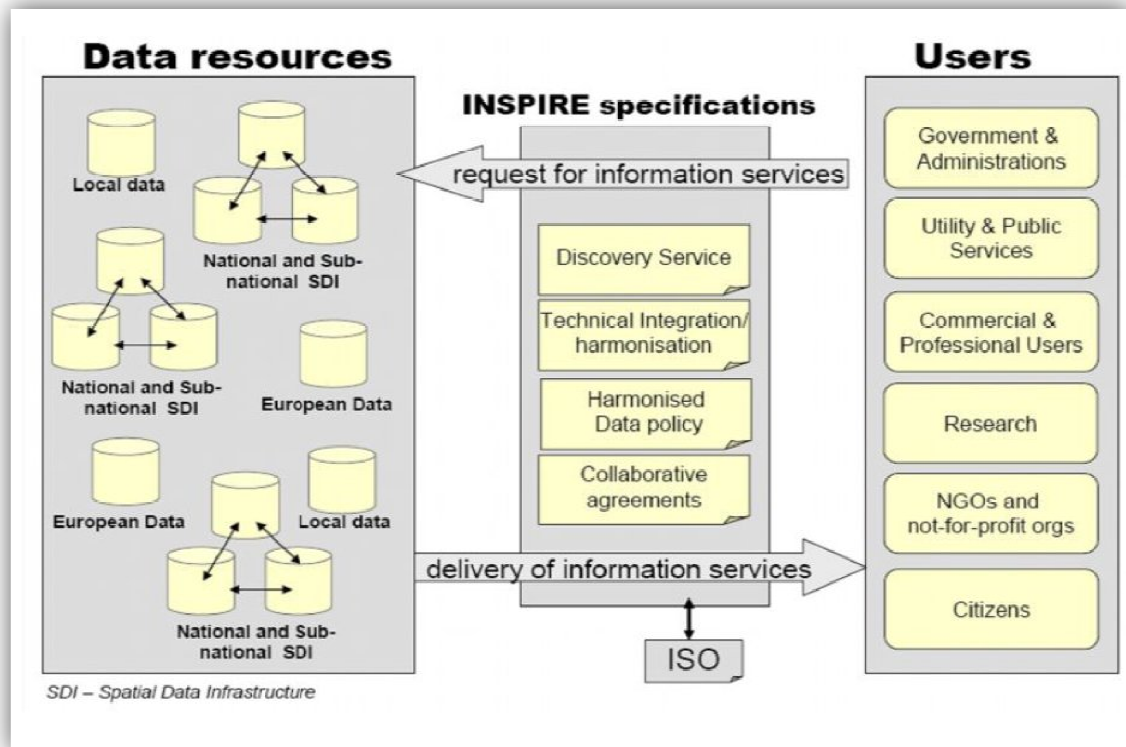 Data resources
Local data
National and Sub-
national SDI
National and Sub-
national SDI
European Data
European Data
Local data
National and Sub-
national SDI
SDI – Spatial Data Infrastructure
INSPIRE specifications
request for information services
Discovery Service
Technical Integration/
harmonisation
Harmonised
Data policy
Collaborative
agreements
delivery of information services
ISO
Users
Government &
Administrations
Utility & Public
Services
Commercial &
Professional Users
Research
NGOs and
not-for-profit orgs
Citizens